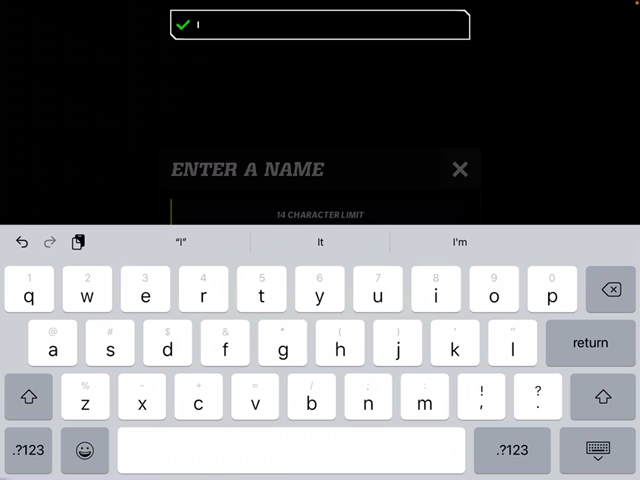 I
ENTER A NAME
14 CHARACTER LIMIT
“I” It I'm
1 2 3 4 5 6 7 8 9 0
q w e r t y u i o p
@ # $ & * ( ) ' "
a s d f g h j k l return
% - + = / ; : ! ?
z x c v b n m , .
.?123 .?123